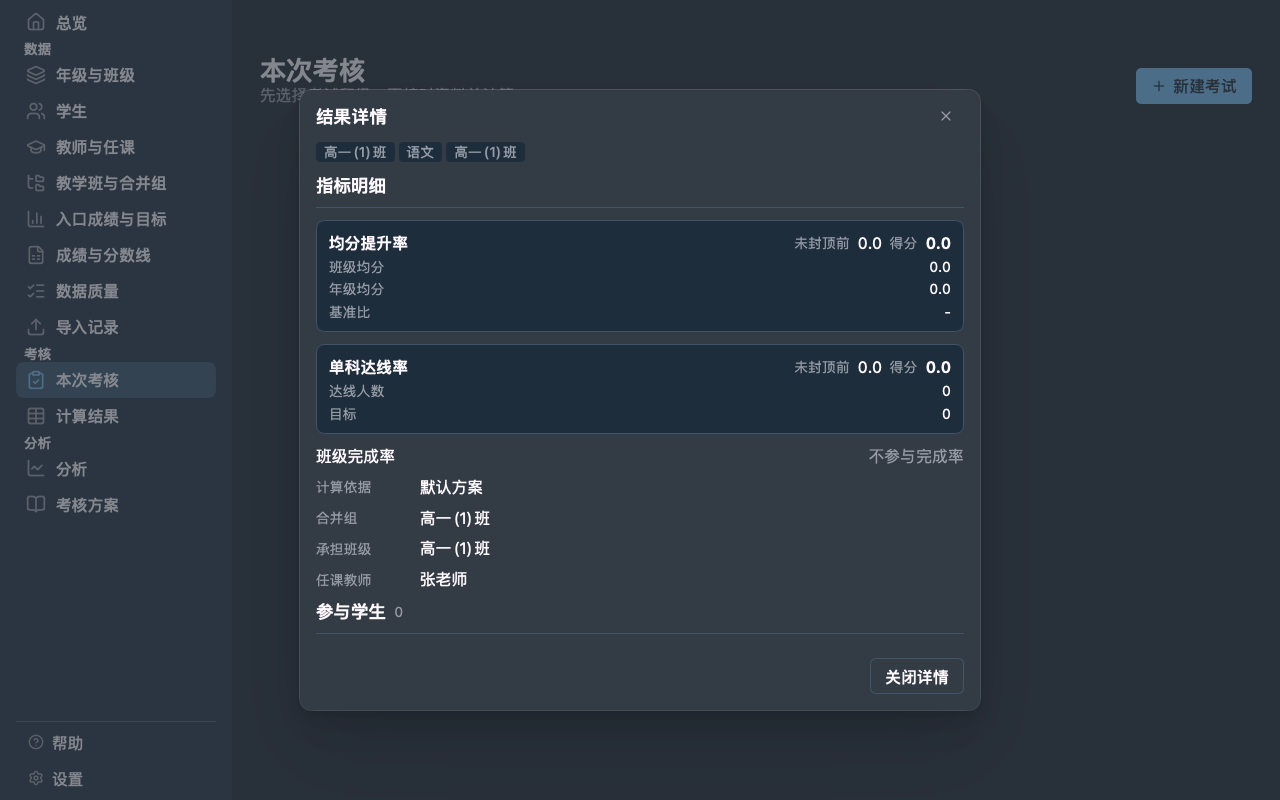 总览
数据
年级与班级
学生
教师与任课
教学班与合并组
入口成绩与目标
成绩与分数线
数据质量
导入记录
考核
本次考核
计算结果
分析
分析
考核方案
帮助
设置
本次考核
先选择
新建考试
结果详情
高一 (1) 班 语文 高一 (1) 班
指标明细
均分提升率 未封顶前 0.0 得分 0.0
班级均分 0.0
年级均分 0.0
基准比 -
单科达线率 未封顶前 0.0 得分 0.0
达线人数 0
目标 0
班级完成率 不参与完成率
计算依据 默认方案
合并组 高一 (1) 班
承担班级 高一 (1) 班
任课教师 张老师
参与学生 0
关闭详情